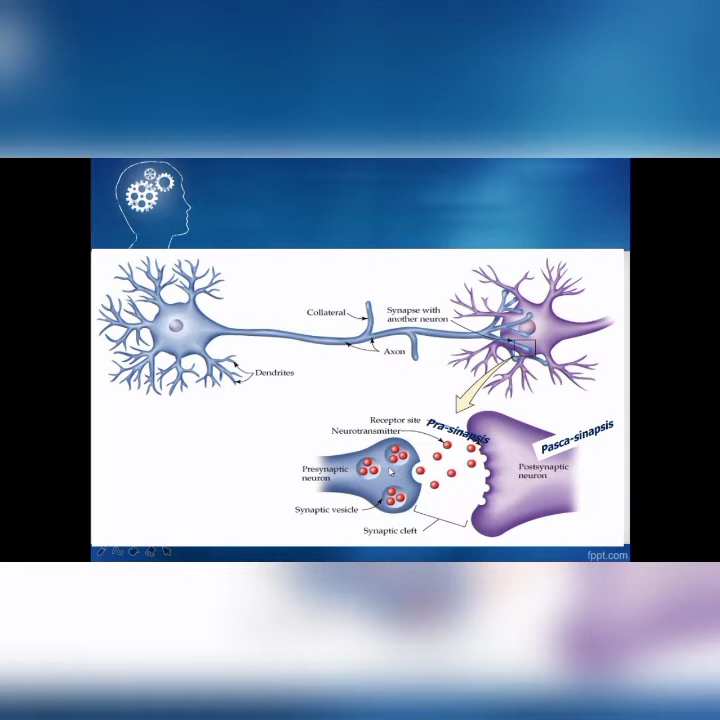 Collateral
Synapse with
another neuron
Axon
Dendrites
Receptor site
Pra-sinapsis
Neurotransmitter
Pasca-sinapsis
Presynaptic
neuron
Postsynaptic
neuron
Synaptic vesicle
Synaptic cleft
fppt.com